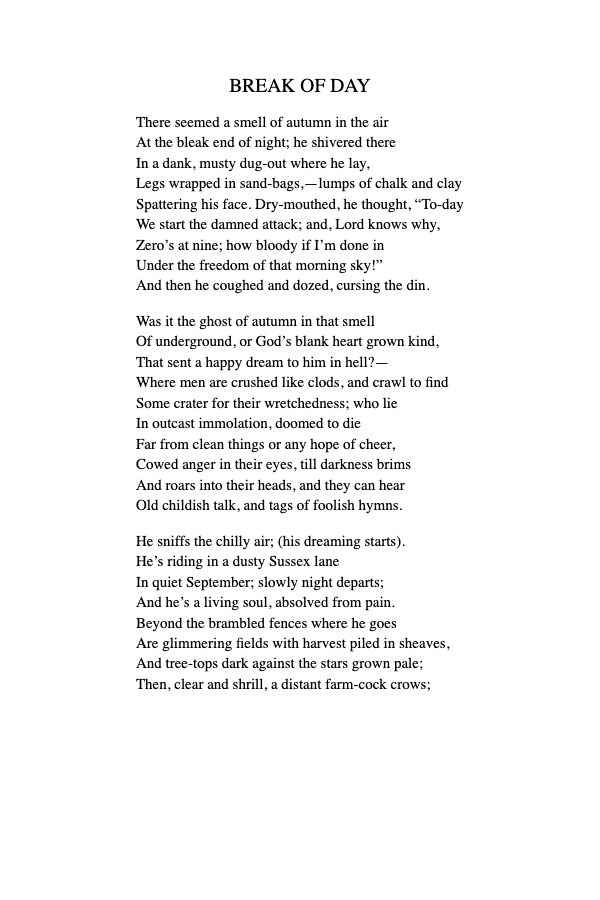 BREAK OF DAY
There seemed a smell of autumn in the air
At the bleak end of night; he shivered there
In a dank, musty dug-out where he lay,
Legs wrapped in sand-bags,—lumps of chalk and clay
Spattering his face. Dry-mouthed, he thought, “To-day
We start the damned attack; and, Lord knows why,
Zero’s at nine; how bloody if I’m done in
Under the freedom of that morning sky!”
And then he coughed and dozed, cursing the din.
Was it the ghost of autumn in that smell
Of underground, or God’s blank heart grown kind,
That sent a happy dream to him in hell?—
Where men are crushed like clods, and crawl to find
Some crater for their wretchedness; who lie
In outcast immolation, doomed to die
Far from clean things or any hope of cheer,
Cowed anger in their eyes, till darkness brims
And roars into their heads, and they can hear
Old childish talk, and tags of foolish hymns.
He sniffs the chilly air; (his dreaming starts).
He’s riding in a dusty Sussex lane
In quiet September; slowly night departs;
And he’s a living soul, absolved from pain.
Beyond the brambled fences where he goes
Are glimmering fields with harvest piled in sheaves,
And tree-tops dark against the stars grown pale;
Then, clear and shrill, a distant farm-cock crows;